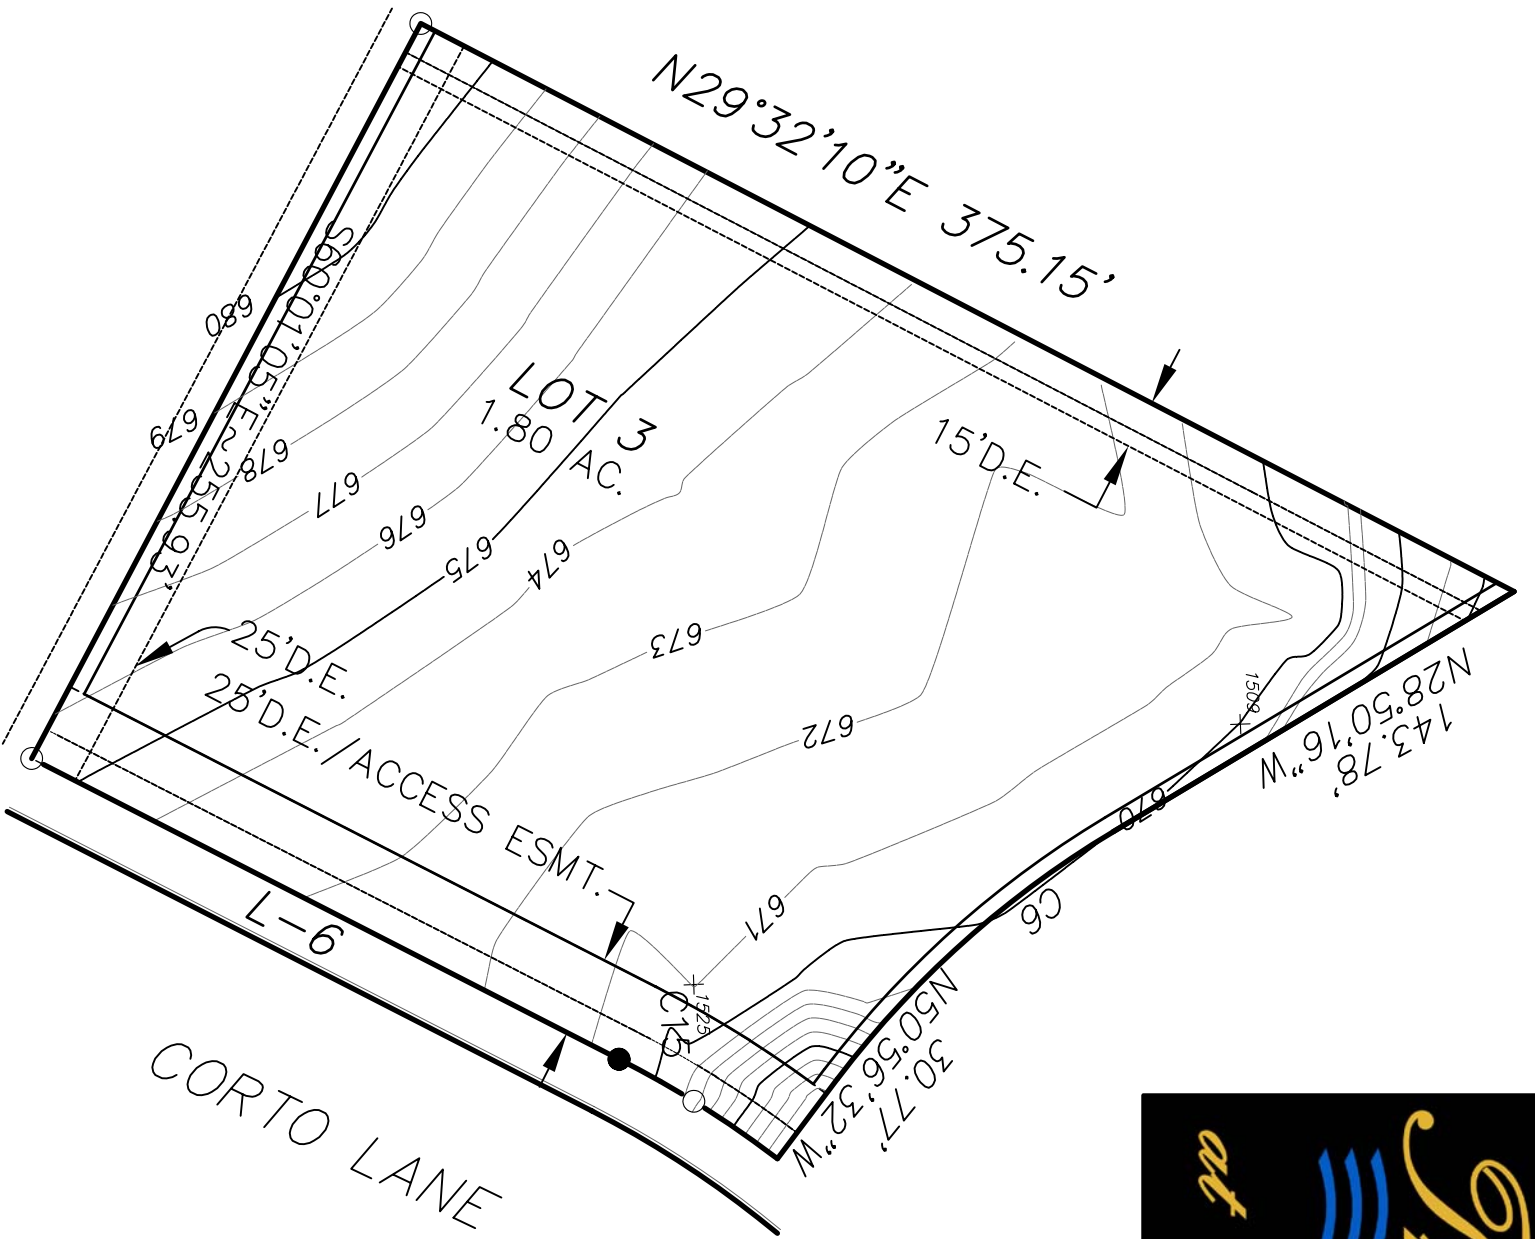 N29°32'10"E 375.15'
S60°01'05"E~255.93'
680
679
678
677
676
675
674
673
672
671
670
LOT 3
1.80 AC.
15'D.E.
25'D.E.
25'D.E./ACCESS ESMT.
1509
N28°50'16"W
143.78'
C6
N50°56'32"W
30.77'
1525
C15
L-6
CORTO LANE
at